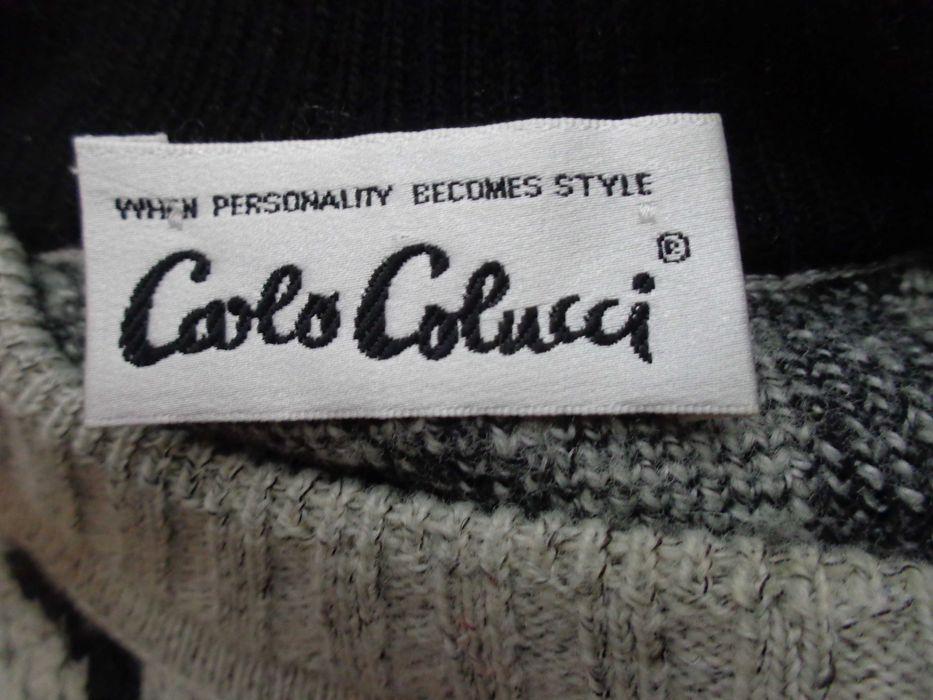 WHEN PERSONALITY BECOMES STYLE
Carlo Colucci®